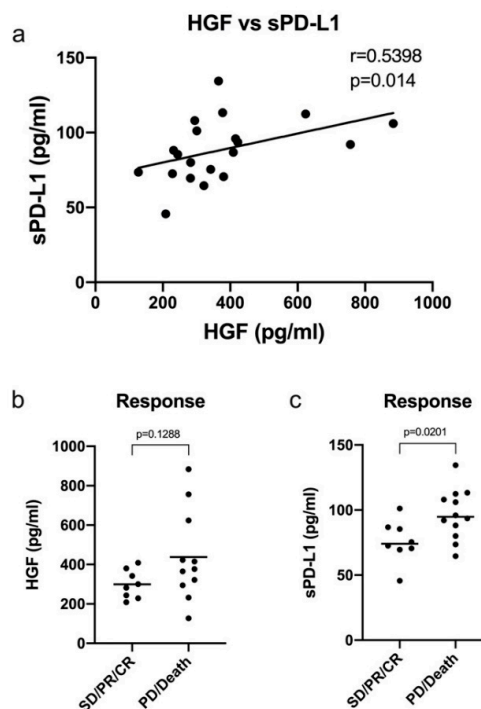 a
HGF vs sPD-L1
r=0.5398
p=0.014
150
100
50
0
sPD-L1 (pg/ml)
0 200 400 600 800 1000
HGF (pg/ml)
b
Response
p=0.1288
1000
800
600
400
200
0
HGF (pg/ml)
SD/PR/CR
PD/Death
c
Response
p=0.0201
150
100
50
0
sPD-L1 (pg/ml)
SD/PR/CR
PD/Death